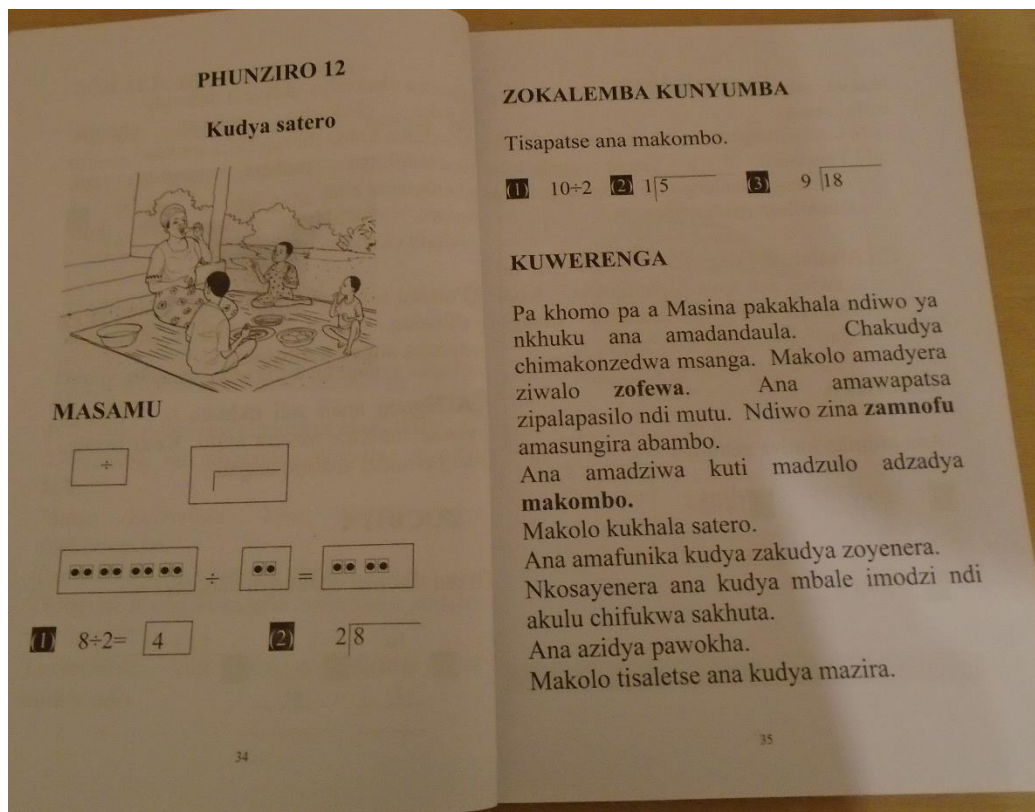 PHUNZIRO 12
Kudya satero
MASAMU
÷
÷ =
(1) 8÷2= 4 (2) 2 8
34
ZOKALEMBA KUNYUMBA
Tisapatse ana makombo.
(1) 10÷2 (2) 1 5 (3) 9 18
KUWERENGA
Pa khomo pa a Masina pakakhala ndiwo ya
nkhuku ana amadandaula. Chakudya
chimakonzedwa msanga. Makolo amadyera
ziwalo zofewa. Ana amawapatsa
zipalapasilo ndi mutu. Ndiwo zina zamnofu
amasungira abambo.
Ana amadziwa kuti madzulo adzadya
makombo.
Makolo kukhala satero.
Ana amafunika kudya zakudya zoyenera.
Nkosayenera ana kudya mbale imodzi ndi
akulu chifukwa sakhuta.
Ana azidya pawokha.
Makolo tisaletse ana kudya mazira.
35